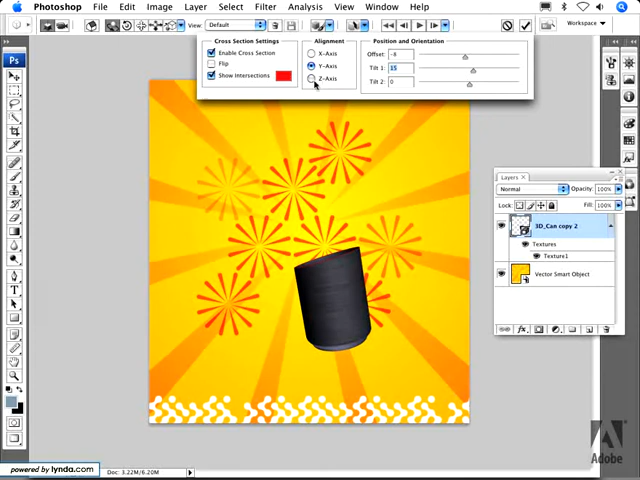 Photoshop File Edit Image Layer Select Filter Analysis View Window Help
View: Default Workspace
Cross Section Settings Alignment Position and Orientation
Enable Cross Section X-Axis Offset: -8
Flip Y-Axis Tilt 1: 15
Show Intersections Z-Axis Tilt 2: 0
Ps
Layers x
Normal Opacity: 100%
Lock: Fill: 100%
3D_Can copy 2
Textures
Texture1
Vector Smart Object
Adobe
powered by lynda.com Doc: 3.22M/6.20M